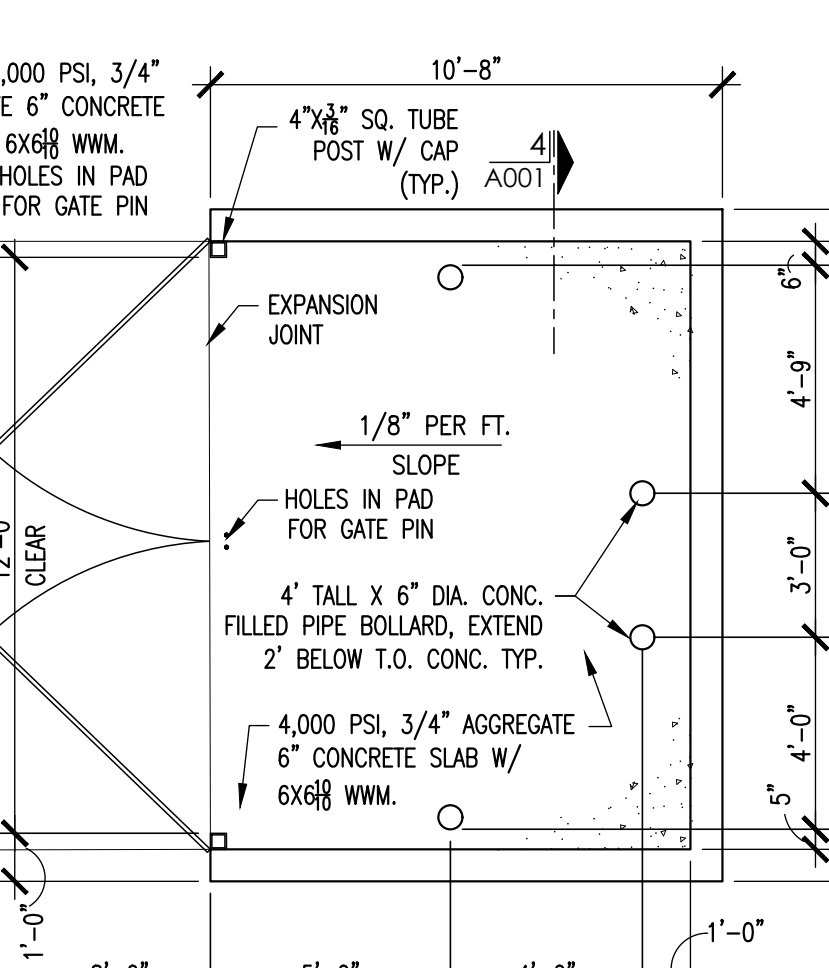 ,000 PSI, 3/4"
E 6" CONCRETE
6X6 10/10 WWM.
HOLES IN PAD
FOR GATE PIN
10'-8"
4"X3/16" SQ. TUBE
POST W/ CAP
(TYP.)
4
A001
6"
EXPANSION
JOINT
4'-9"
1/8" PER FT.
SLOPE
HOLES IN PAD
FOR GATE PIN
CLEAR
3'-0"
4' TALL X 6" DIA. CONC.
FILLED PIPE BOLLARD, EXTEND
2' BELOW T.O. CONC. TYP.
4,000 PSI, 3/4" AGGREGATE
6" CONCRETE SLAB W/
6X6 10/10 WWM.
4'-0"
5"
1'-0"
1'-0"